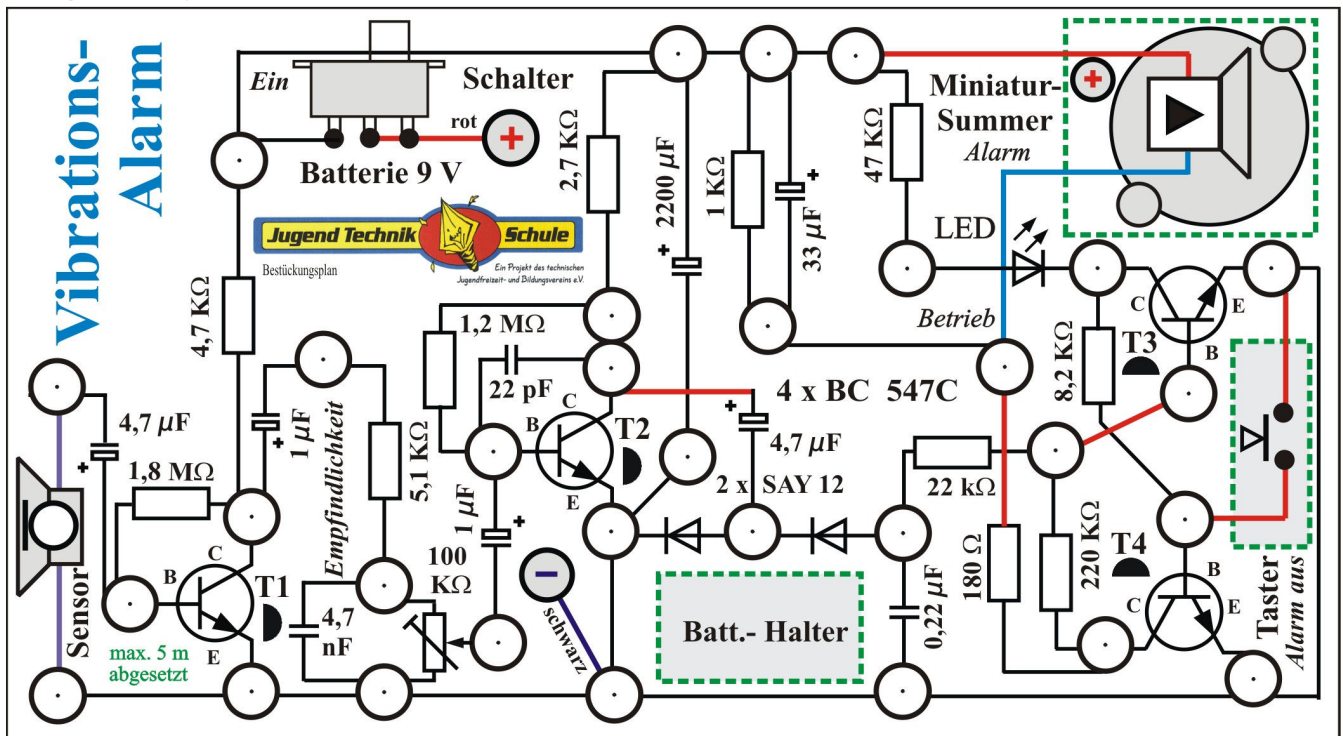 Vibrations-
Alarm
Ein
Schalter
rot
+
Batterie 9 V
Jugend Technik Schule
Bestückungsplan
Ein Projekt des technischen
Jugendfreizeit- und Bildungsvereins e.V.
2,7 KΩ
2200 µF
+
1 KΩ
+
33 µF
47 KΩ
Miniatur-
Summer
Alarm
+
LED
Betrieb
4,7 KΩ
1,2 MΩ
22 pF
1 µF
+
Empfindlichkeit
5,1 KΩ
C
B
E
T2
+
4,7 µF
4 x BC 547C
2 x SAY 12
8,2 KΩ
C
E
B
T3
4,7 µF
+
1,8 MΩ
Sensor
max. 5 m
abgesetzt
C
B
E
T1
4,7
nF
100
KΩ
1 µF
+
−
schwarz
Batt.- Halter
22 kΩ
0,22 µF
180 Ω
220 KΩ
T4
B
C
E
Taster
Alarm aus